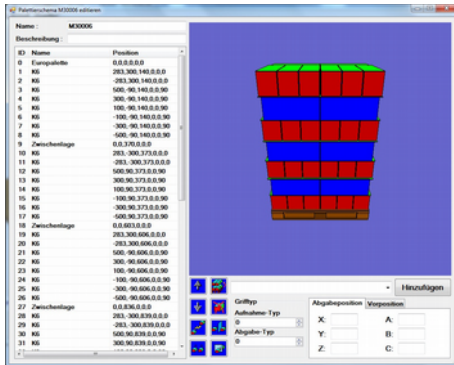 Palettierschema M30006 editieren
Name : M30006
Beschreibung :
ID Name Position
0 Europalette 0,0,0,0,0,0
1 K6 283,300,140,0,0,0
2 K6 -283,300,140,0,0,0
3 K6 500,-90,140,0,0,90
4 K6 300,-90,140,0,0,90
5 K6 100,-90,140,0,0,90
6 K6 -100,-90,140,0,0,90
7 K6 -300,-90,140,0,0,90
8 K6 -500,-90,140,0,0,90
9 Zwischenlage 0,0,370,0,0,0
10 K6 283,-300,373,0,0,0
11 K6 -283,-300,373,0,0,0
12 K6 500,90,373,0,0,90
13 K6 300,90,373,0,0,90
14 K6 100,90,373,0,0,90
15 K6 -100,90,373,0,0,90
16 K6 -300,90,373,0,0,90
17 K6 -500,90,373,0,0,90
18 Zwischenlage 0,0,603,0,0,0
19 K6 283,300,606,0,0,0
20 K6 -283,300,606,0,0,0
21 K6 500,-90,606,0,0,90
22 K6 300,-90,606,0,0,90
23 K6 100,-90,606,0,0,90
24 K6 -100,-90,606,0,0,90
25 K6 -300,-90,606,0,0,90
26 K6 -500,-90,606,0,0,90
27 Zwischenlage 0,0,836,0,0,0
28 K6 283,-300,839,0,0,0
29 K6 -283,-300,839,0,0,0
30 K6 500,90,839,0,0,90
31 K6 300,90,839,0,0,90
Hinzufügen
Grifftyp
Aufnahme-Typ
0
Abgabe-Typ
0
Abgabeposition Vorposition
X: A:
Y: B:
Z: C: